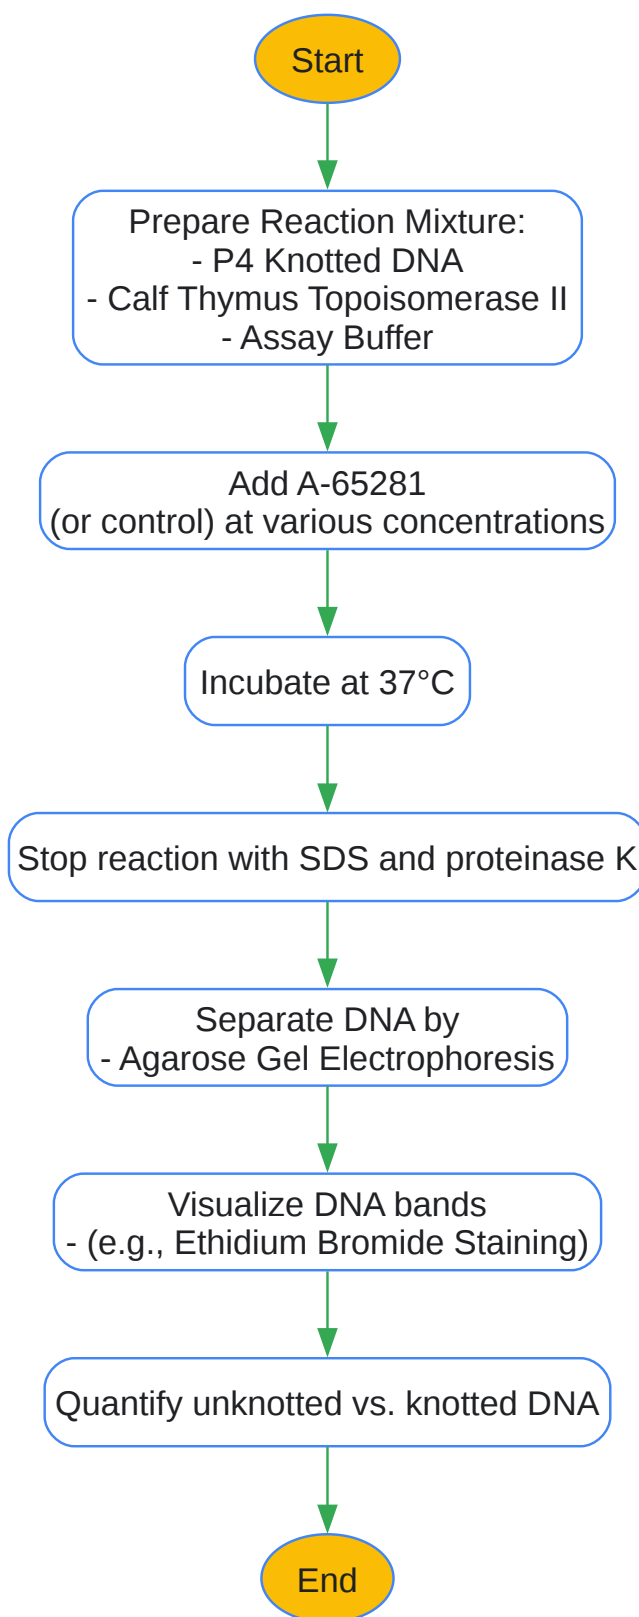 Start
Prepare Reaction Mixture:
- P4 Knotted DNA
- Calf Thymus Topoisomerase II
- Assay Buffer
Add A-65281
(or control) at various concentrations
Incubate at 37°C
Stop reaction with SDS and proteinase K
Separate DNA by
- Agarose Gel Electrophoresis
Visualize DNA bands
- (e.g., Ethidium Bromide Staining)
Quantify unknotted vs. knotted DNA
End